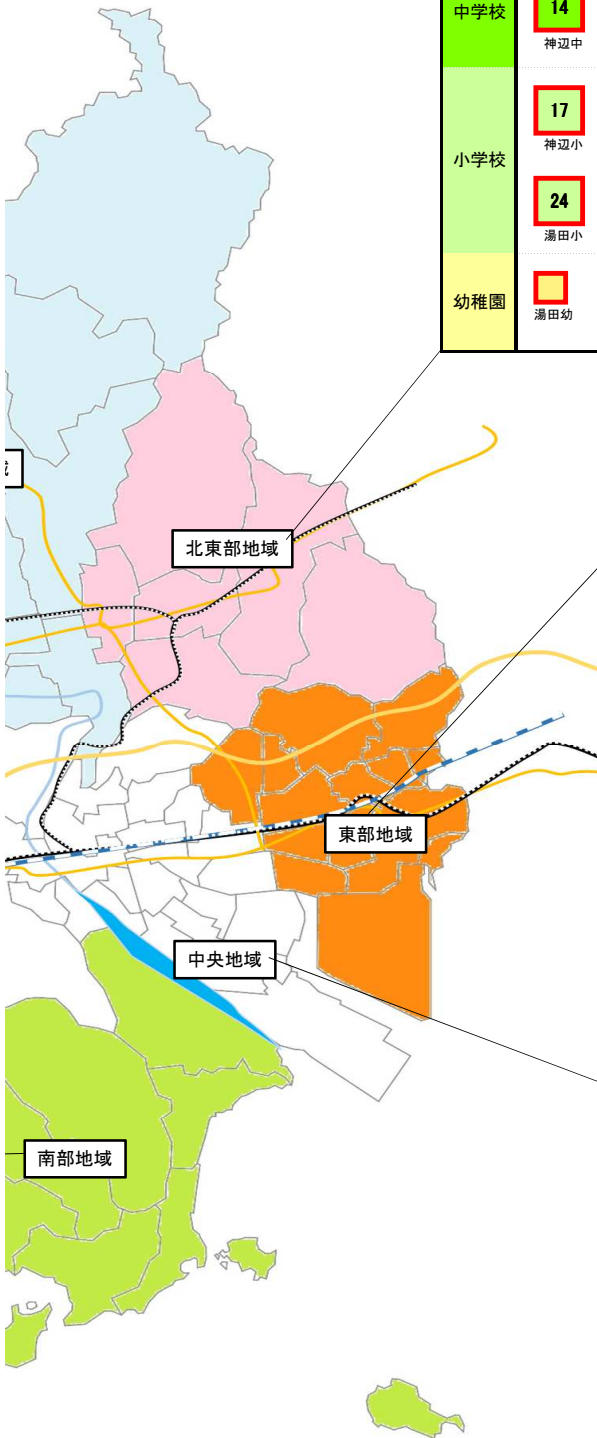 中学校
14
神辺中
小学校
17
神辺小
24
湯田小
幼稚園
湯田幼
北東部地域
東部地域
中央地域
南部地域